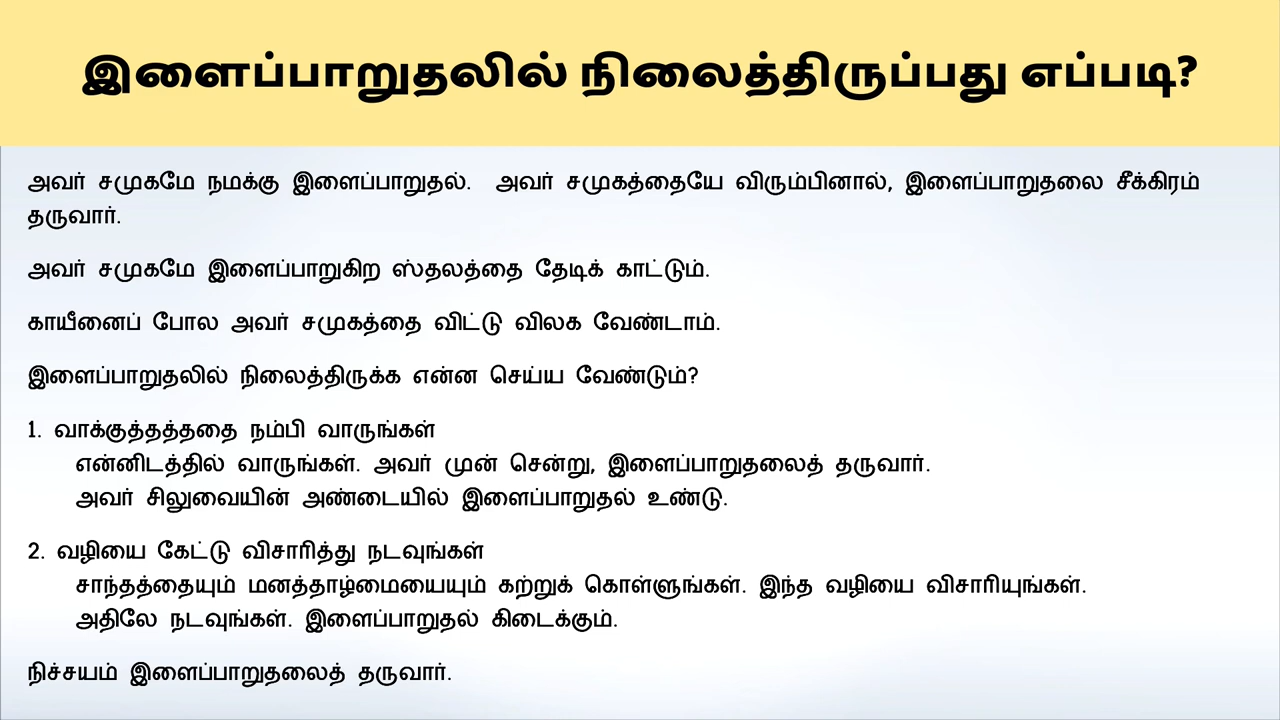 இளைப்பாறுதலில் நிலைத்திருப்பது எப்படி?
அவர் சமுகமே நமக்கு இளைப்பாறுதல். அவர் சமுகத்தையே விரும்பினால், இளைப்பாறுதலை சீக்கிரம்
தருவார்.
அவர் சமுகமே இளைப்பாறுகிற ஸ்தலத்தை தேடிக் காட்டும்.
காயீனைப் போல அவர் சமுகத்தை விட்டு விலக வேண்டாம்.
இளைப்பாறுதலில் நிலைத்திருக்க என்ன செய்ய வேண்டும்?
1. வாக்குத்தத்ததை நம்பி வாருங்கள்
என்னிடத்தில் வாருங்கள். அவர் முன் சென்று, இளைப்பாறுதலைத் தருவார்.
அவர் சிலுவையின் அண்டையில் இளைப்பாறுதல் உண்டு.
2. வழியை கேட்டு விசாரித்து நடவுங்கள்
சாந்தத்தையும் மனத்தாழ்மையையும் கற்றுக் கொள்ளுங்கள். இந்த வழியை விசாரியுங்கள்.
அதிலே நடவுங்கள். இளைப்பாறுதல் கிடைக்கும்.
நிச்சயம் இளைப்பாறுதலைத் தருவார்.